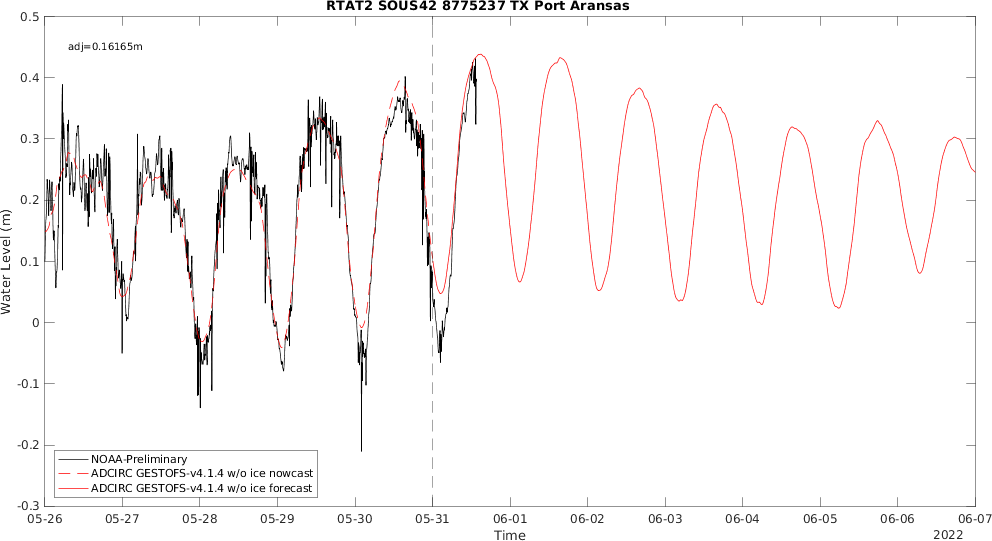 RTAT2 SOUS42 8775237 TX Port Aransas
adj=0.16165m
0.5
0.4
0.3
0.2
0.1
0
-0.1
-0.2
-0.3
Water Level (m)
NOAA-Preliminary
ADCIRC GESTOFS-v4.1.4 w/o ice nowcast
ADCIRC GESTOFS-v4.1.4 w/o ice forecast
05-26 05-27 05-28 05-29 05-30 05-31 06-01 06-02 06-03 06-04 06-05 06-06 06-07
Time
2022